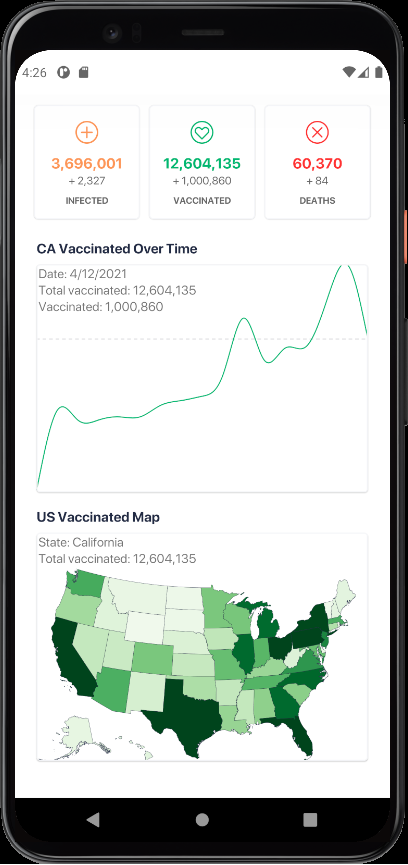 4:26
3,696,001
12,604,135
60,370
+ 2,327
+ 1,000,860
+ 84
INFECTED
VACCINATED
DEATHS
CA Vaccinated Over Time
Date: 4/12/2021
Total vaccinated: 12,604,135
Vaccinated: 1,000,860
US Vaccinated Map
State: California
Total vaccinated: 12,604,135